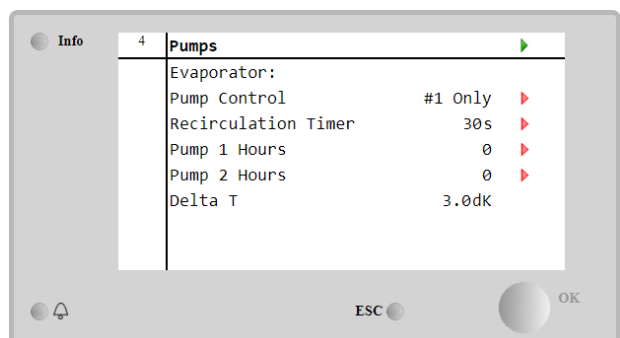 Info
4 Pumps
Evaporator:
Pump Control #1 Only
Recirculation Timer 30s
Pump 1 Hours 0
Pump 2 Hours 0
Delta T 3.0dK
ESC
OK